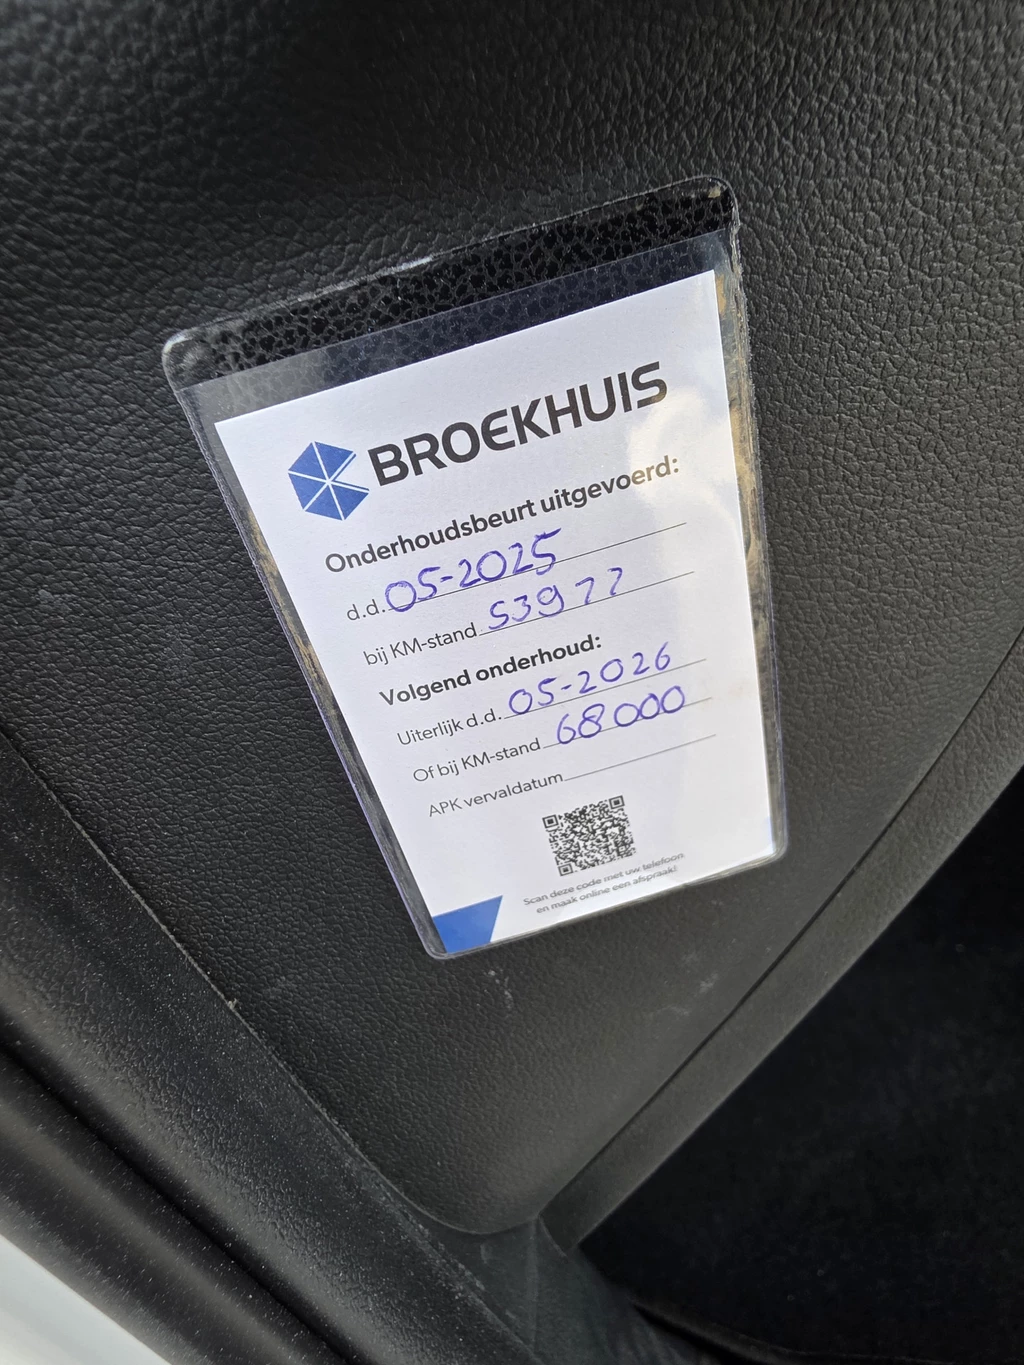 BROEKHUIS
Onderhoudsbeurt uitgevoerd:
d.d. 05-2025
bij KM-stand 53977
Volgend onderhoud:
Uiterlijk d.d. 05-2026
Of bij KM-stand 68000
APK vervaldatum
Scan deze code met uw telefoon
en maak online een afspraak!